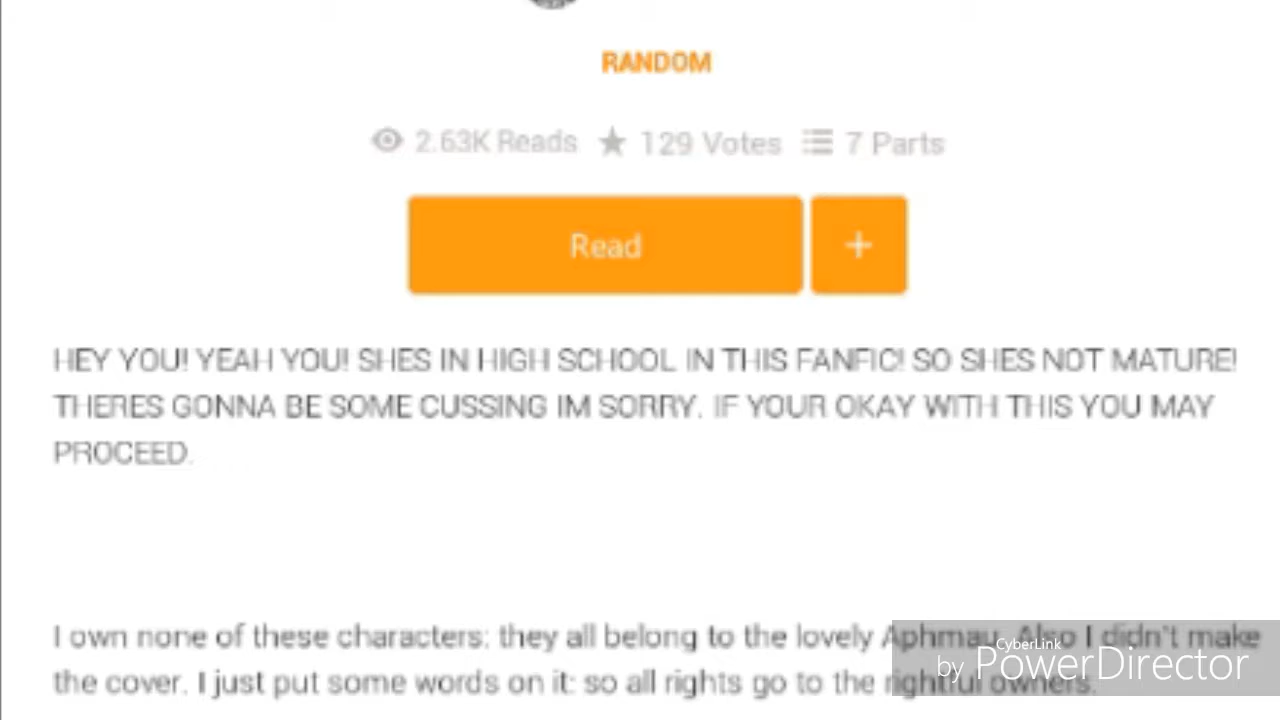 RANDOM
2.63K Reads 129 Votes 7 Parts
Read +
HEY YOU! YEAH YOU! SHES IN HIGH SCHOOL IN THIS FANFIC! SO SHES NOT MATURE!
THERES GONNA BE SOME CUSSING IM SORRY. IF YOUR OKAY WITH THIS YOU MAY
PROCEED.
I own none of these characters; they all belong to the lovely Aphmau. Also I didn't make
the cover. I just put some words on it; so all rights go to the rightful owners.
CyberLink
by PowerDirector